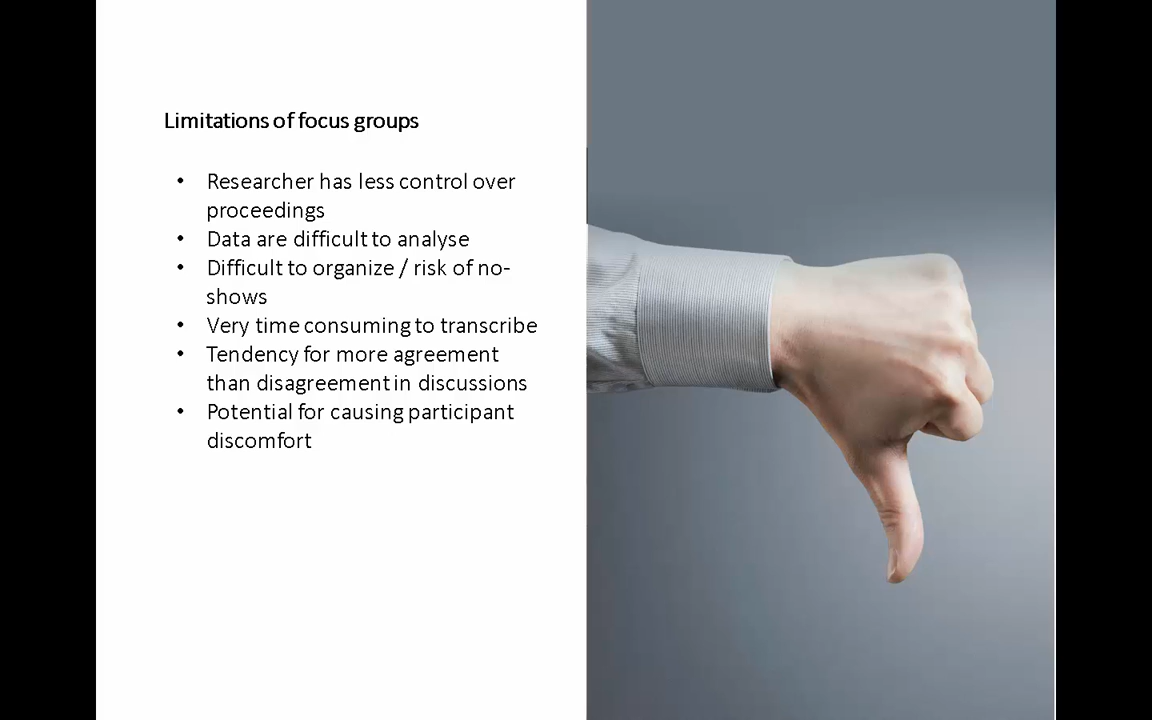 Limitations of focus groups
• Researcher has less control over
proceedings
• Data are difficult to analyse
• Difficult to organize / risk of no-
shows
• Very time consuming to transcribe
• Tendency for more agreement
than disagreement in discussions
• Potential for causing participant
discomfort